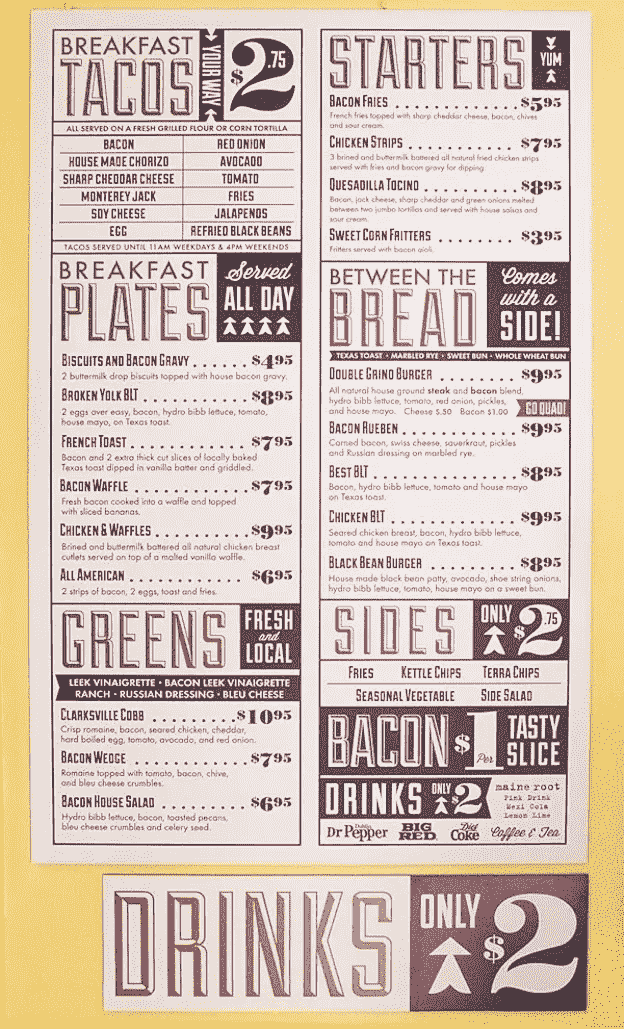 BREAKFAST
TACOS
YOUR WAY
$2.75
ALL SERVED ON A FRESH GRILLED FLOUR OR CORN TORTILLA
BACON RED ONION
HOUSE MADE CHORIZO AVOCADO
SHARP CHEDDAR CHEESE TOMATO
MONTEREY JACK FRIES
SOY CHEESE JALAPENOS
EGG REFRIED BLACK BEANS
TACOS SERVED UNTIL 11AM WEEKDAYS & 4PM WEEKENDS
BREAKFAST
PLATES
Served
ALL DAY
BISCUITS AND BACON GRAVY . . . . . . $4.95
2 buttermilk drop biscuits topped with house bacon gravy.
BROKEN YOLK BLT . . . . . . . . . . . $8.95
2 eggs over easy, bacon, hydro bibb lettuce, tomato,
house mayo, on Texas toast.
FRENCH TOAST . . . . . . . . . . . . $7.95
Bacon and 2 extra thick cut slices of locally baked
Texas toast dipped in vanilla batter and griddled.
BACON WAFFLE . . . . . . . . . . . . $7.95
Fresh bacon cooked into a waffle and topped
with sliced bananas.
CHICKEN & WAFFLES . . . . . . . . . . $9.95
Brined and buttermilk battered all natural chicken breast
cutlets served on top of a malted vanilla waffle.
ALL AMERICAN . . . . . . . . . . . . $6.95
2 strips of bacon, 2 eggs, toast and fries.
GREENS
FRESH
and
LOCAL
LEEK VINAIGRETTE • BACON LEEK VINAIGRETTE
RANCH • RUSSIAN DRESSING • BLEU CHEESE
CLARKSVILLE COBB . . . . . . . . . . $10.95
Crisp romaine, bacon, seared chicken, cheddar,
hard boiled egg, tomato, avocado, and red onion.
BACON WEDGE . . . . . . . . . . . . . $7.95
Romaine topped with tomato, bacon, chive,
and bleu cheese crumbles.
BACON HOUSE SALAD . . . . . . . . . . $6.95
Hydro bibb lettuce, bacon, toasted pecans,
bleu cheese crumbles and celery seed.
STARTERS
YUM
BACON FRIES . . . . . . . . . . . . . $5.95
French fries topped with sharp cheddar cheese, bacon, chives
and sour cream.
CHICKEN STRIPS . . . . . . . . . . . $7.95
3 brined and buttermilk battered all natural fried chicken strips
served with fries and bacon gravy for dipping.
QUESADILLA TOCINO . . . . . . . . . . $8.95
Bacon, jack cheese, sharp cheddar and green onions melted
between two jumbo tortillas and served with house salsas and
sour cream.
SWEET CORN FRITTERS . . . . . . . . . $3.95
Fritters served with bacon aioli.
BETWEEN THE
BREAD
Comes
with a
SIDE!
TEXAS TOAST • MARBLED RYE • SWEET BUN • WHOLE WHEAT BUN
DOUBLE GRIND BURGER . . . . . . . . . $9.95
All natural house ground steak and bacon blend,
hydro bibb lettuce, tomato, red onion, pickles,
and house mayo. Cheese $.50 Bacon $1.00 GO QUAD!
BACON RUEBEN . . . . . . . . . . . . $9.95
Corned bacon, swiss cheese, sauerkraut, pickles
and Russian dressing on marbled rye.
BEST BLT . . . . . . . . . . . . . . $8.95
Bacon, hydro bibb lettuce, tomato and house mayo
on Texas toast.
CHICKEN BLT . . . . . . . . . . . . . $9.95
Seared chicken breast, bacon, hydro bibb lettuce,
tomato and house mayo on Texas toast.
BLACK BEAN BURGER . . . . . . . . . . $8.95
House made black bean patty, avocado, shoe string onions,
hydro bibb lettuce, tomato, house mayo on a sweet bun.
SIDES
ONLY
$2.75
FRIES KETTLE CHIPS TERRA CHIPS
SEASONAL VEGETABLE SIDE SALAD
BACON $1 Per TASTY
SLICE
DRINKS ONLY $2
maine root
Pink Drink
Mexi Cola
Lemon Lime
Dublin
Dr Pepper
BIG
RED
Diet
Coke
Coffee & Tea
DRINKS
ONLY
$2